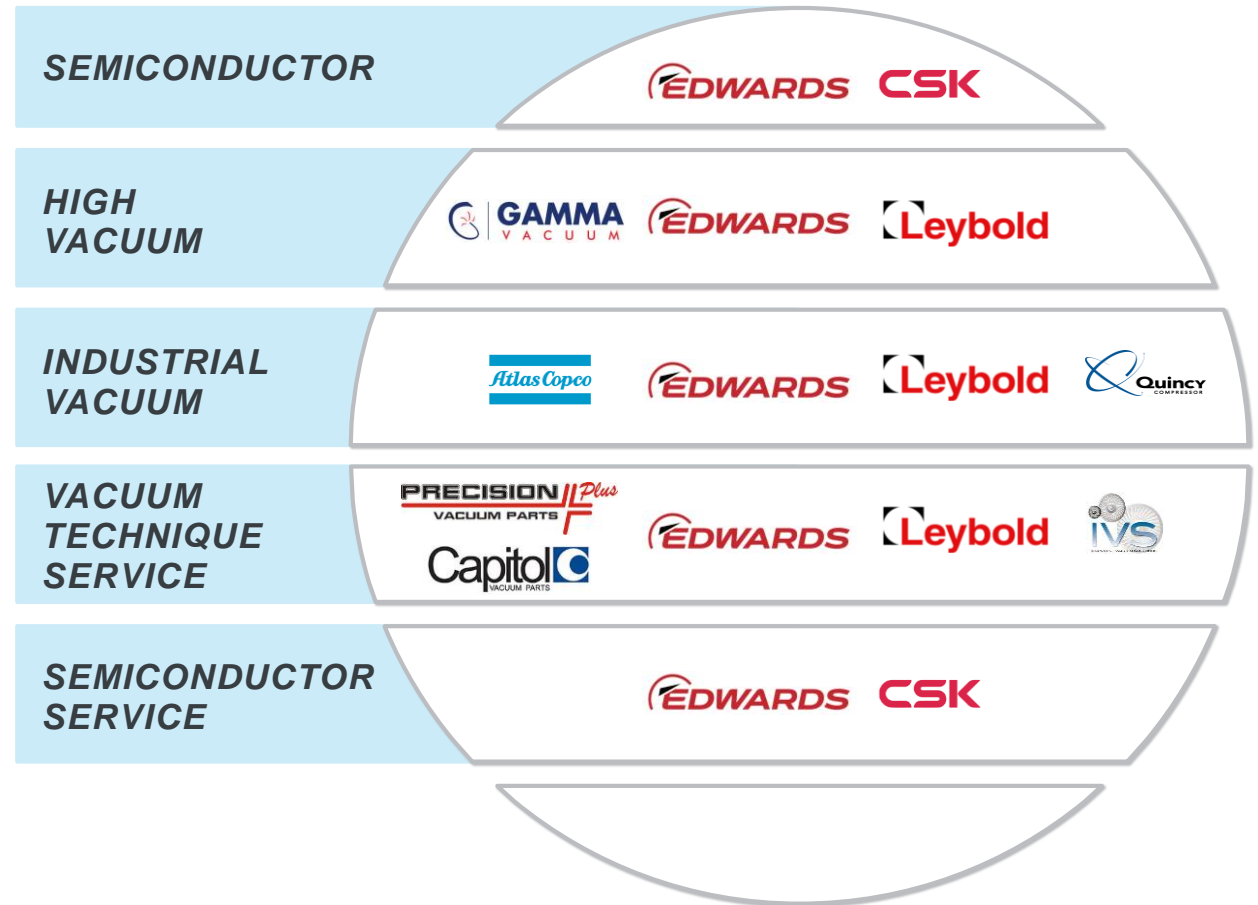 SEMICONDUCTOR
EDWARDS CSK
HIGH
VACUUM
GAMMA
VACUUM
EDWARDS
Leybold
INDUSTRIAL
VACUUM
Atlas Copco
EDWARDS
Leybold
Quincy
COMPRESSOR
VACUUM
TECHNIQUE
SERVICE
PRECISION Plus
VACUUM PARTS
Capitol
VACUUM PARTS
EDWARDS
Leybold
IVS
SEMICONDUCTOR
SERVICE
EDWARDS CSK